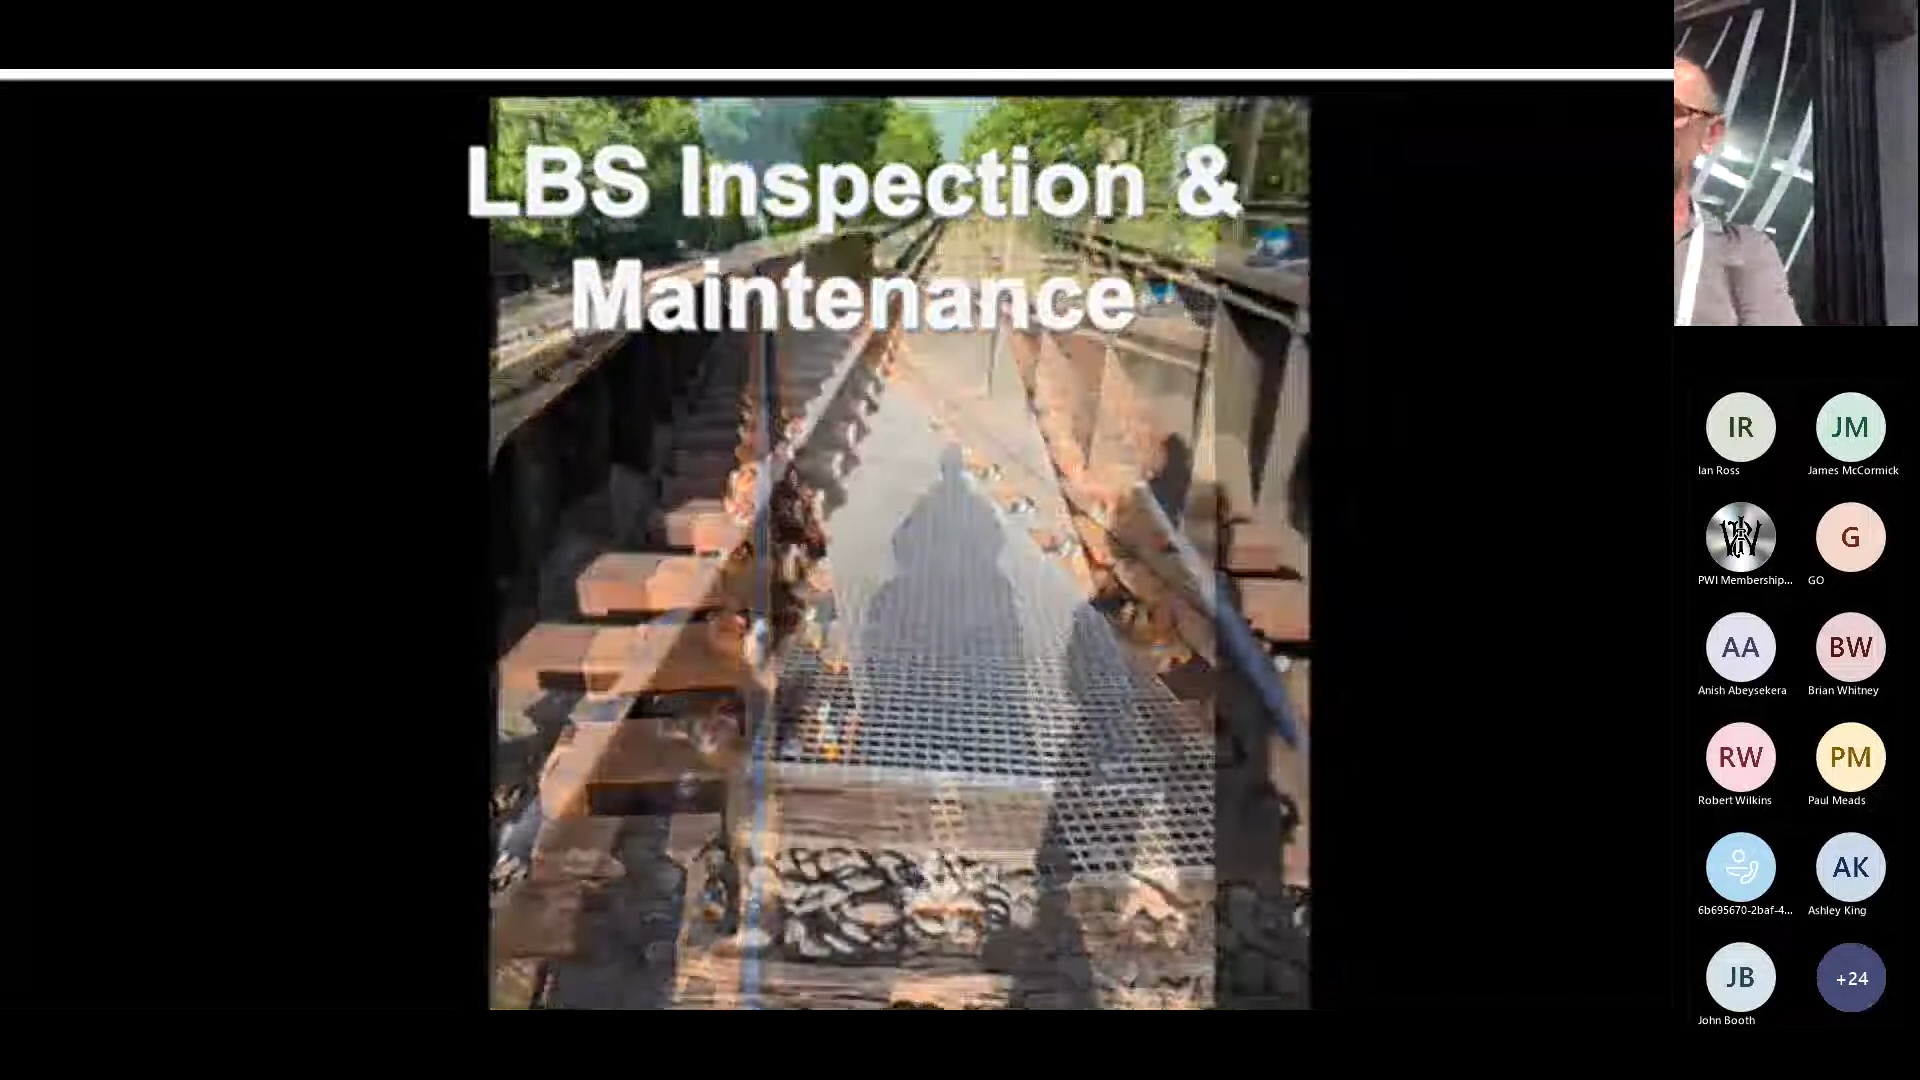 LBS Inspection &
Maintenance
IR
JM
Ian Ross
James McCormick
PWI Membership...
G
GO
AA
BW
Anish Abeysekera
Brian Whitney
RW
PM
Robert Wilkins
Paul Meads
6b695670-2baf-4...
AK
Ashley King
JB
+24
John Booth